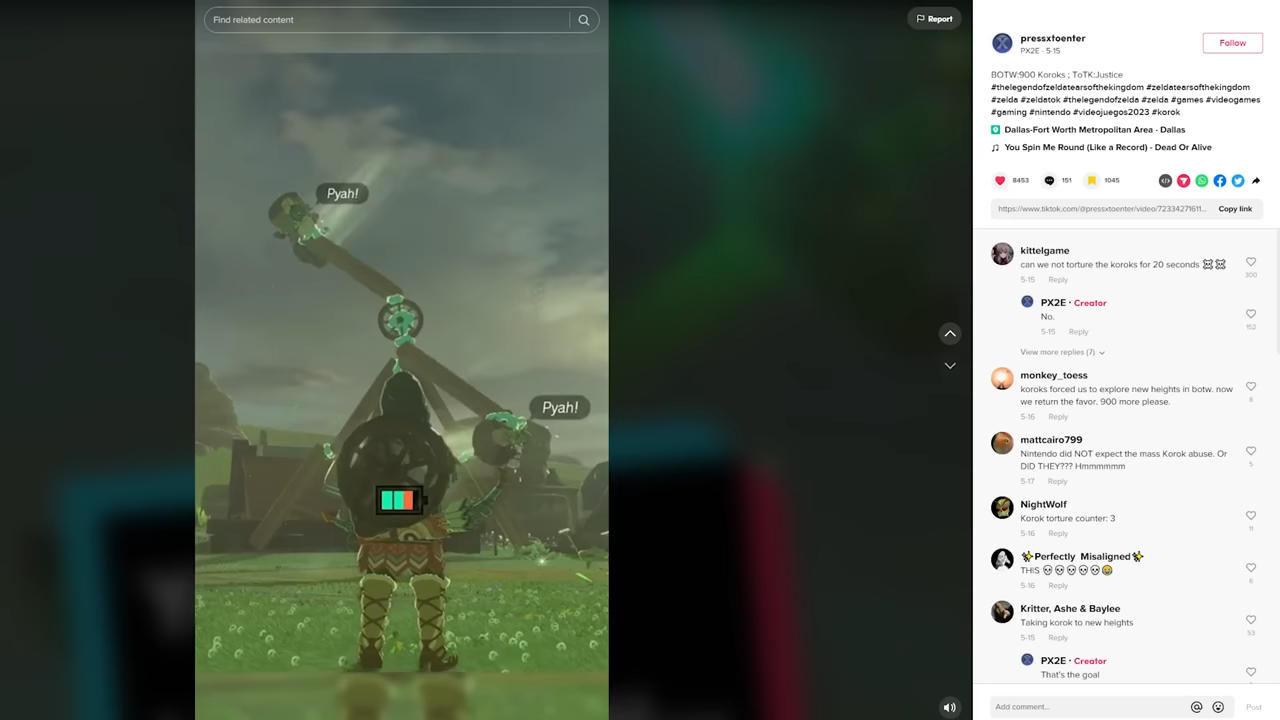 Find related content
Report
Pyah!
Pyah!
pressxtoenter
PX2E · 5-15
Follow
BOTW:900 Koroks ; ToTK:Justice
#thelegendofzeldatearsofthekingdom #zeldatearsofthekingdom
#zelda #zeldatok #thelegendofzelda #zelda #games #videogames
#gaming #nintendo #videojuegos2023 #korok
Dallas-Fort Worth Metropolitan Area - Dallas
You Spin Me Round (Like a Record) - Dead Or Alive
8453
151
1045
https://www.tiktok.com/@pressxtoenter/video/72334271611...
Copy link
kittelgame
can we not torture the koroks for 20 seconds
300
5-15 Reply
PX2E · Creator
No.
152
5-15 Reply
View more replies (7)
monkey_toess
koroks forced us to explore new heights in botw. now
we return the favor. 900 more please.
8
5-16 Reply
mattcairo799
Nintendo did NOT expect the mass Korok abuse. Or
DID THEY??? Hmmmmmm
5
5-17 Reply
NightWolf
Korok torture counter: 3
11
5-16 Reply
✨Perfectly Misaligned✨
THIS 💀💀💀💀💀😭
6
5-16 Reply
Kritter, Ashe & Baylee
Taking korok to new heights
53
5-15 Reply
PX2E · Creator
That's the goal
Add comment...
Post